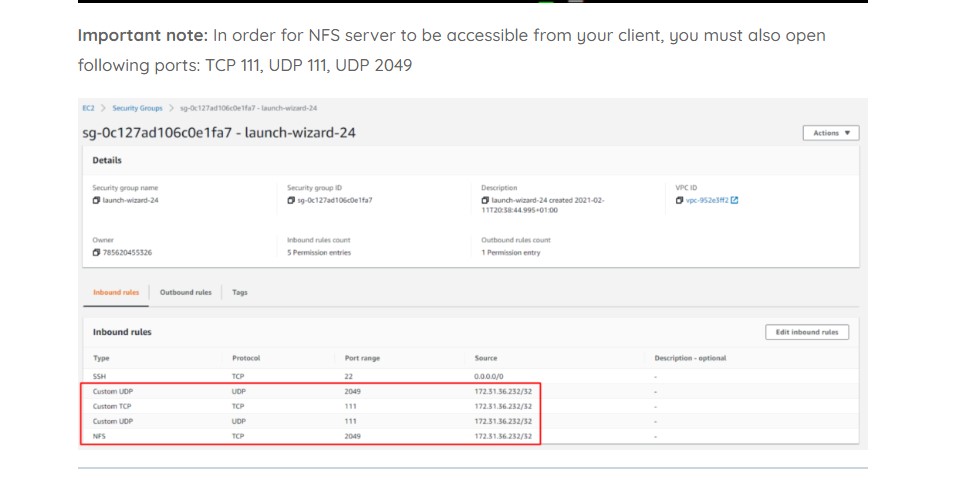 Important note: In order for NFS server to be accessible from your client, you must also open
following ports: TCP 111, UDP 111, UDP 2049
EC2 > Security Groups > sg-0c127ad106c0e1fa7 - launch-wizard-24
sg-0c127ad106c0e1fa7 - launch-wizard-24
Actions ▼
Details
Security group name Security group ID Description VPC ID
launch-wizard-24 sg-0c127ad106c0e1fa7 launch-wizard-24 created 2021-02- vpc-952e3ff2
11T20:38:44.995+01:00
Owner Inbound rules count Outbound rules count
785620455326 5 Permission entries 1 Permission entry
Inbound rules Outbound rules Tags
Inbound rules Edit inbound rules
Type Protocol Port range Source Description - optional
SSH TCP 22 0.0.0.0/0 -
Custom UDP UDP 2049 172.31.36.232/32 -
Custom TCP TCP 111 172.31.36.232/32 -
Custom UDP UDP 111 172.31.36.232/32 -
NFS TCP 2049 172.31.36.232/32 -